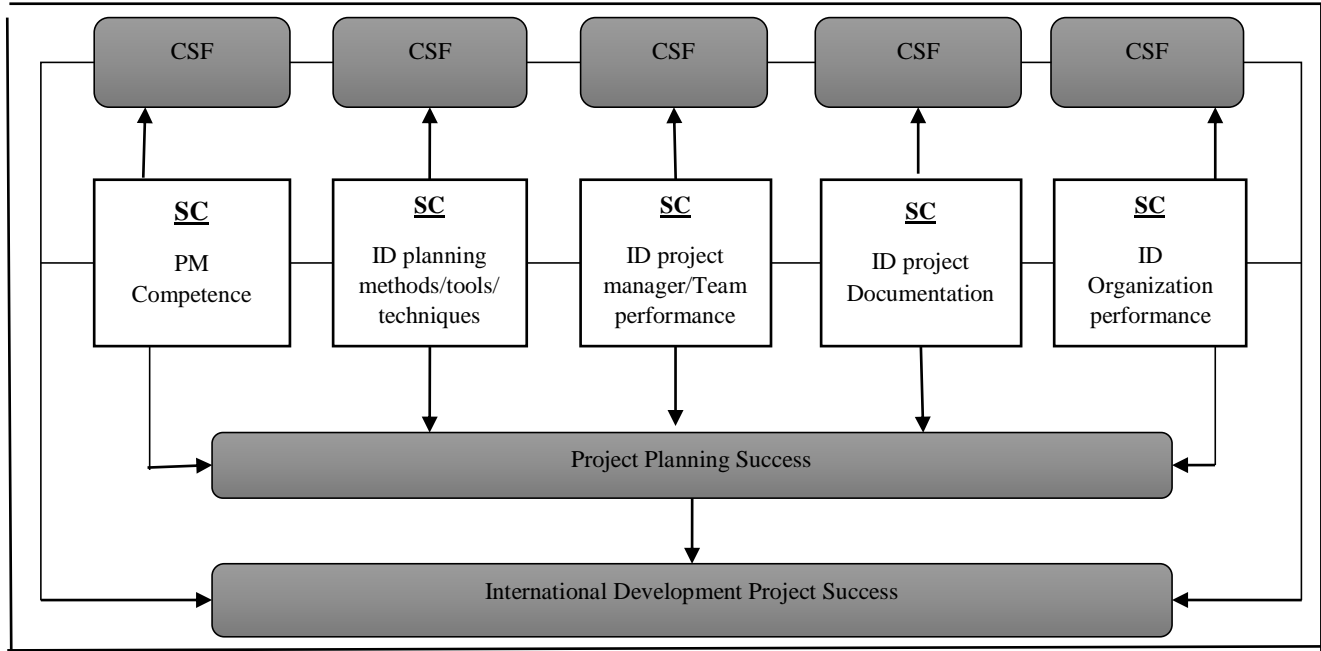 CSF
CSF
CSF
CSF
CSF
SC
PM
Competence
SC
ID planning
methods/tools/
techniques
SC
ID project
manager/Team
performance
SC
ID project
Documentation
SC
ID
Organization
performance
Project Planning Success
International Development Project Success